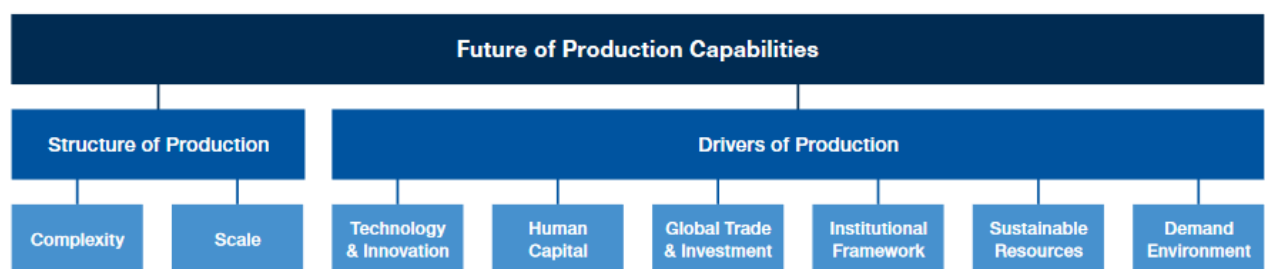 Future of Production Capabilities
Structure of Production
Drivers of Production
Complexity
Scale
Technology
& Innovation
Human
Capital
Global Trade
& Investment
Institutional
Framework
Sustainable
Resources
Demand
Environment